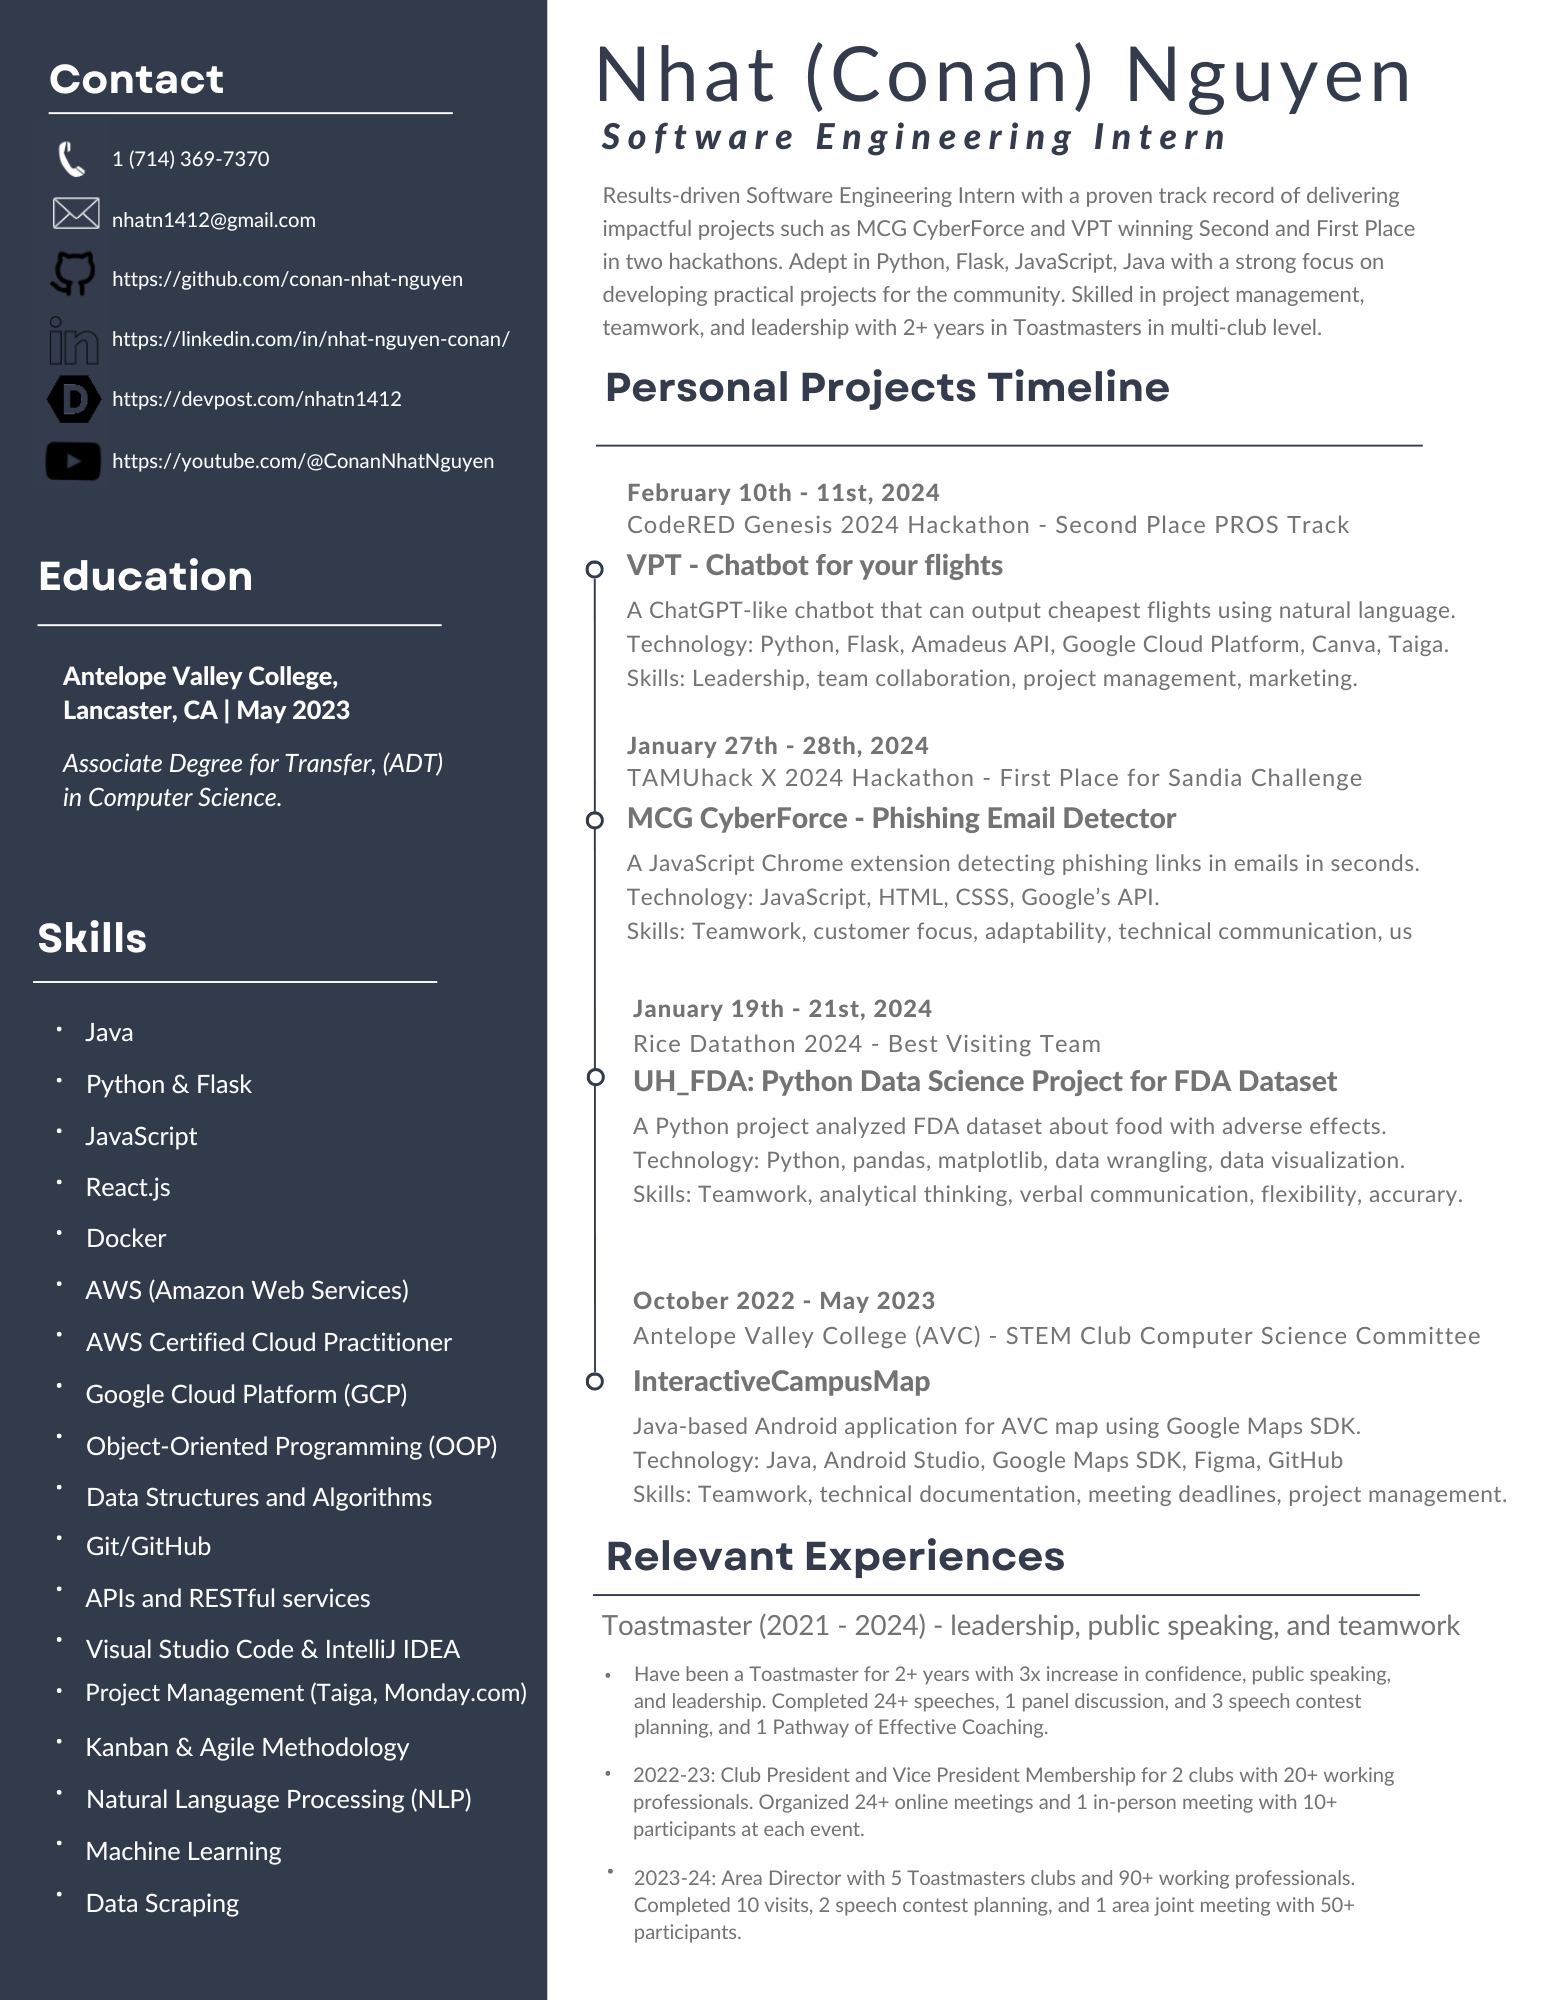 Contact
1 (714) 369-7370
nhatn1412@gmail.com
https://github.com/conan-nhat-nguyen
https://linkedin.com/in/nhat-nguyen-conan/
https://devpost.com/nhatn1412
https://youtube.com/@ConanNhatNguyen
Education
Antelope Valley College,
Lancaster, CA | May 2023
Associate Degree for Transfer, (ADT)
in Computer Science.
Skills
· Java
· Python & Flask
· JavaScript
· React.js
· Docker
· AWS (Amazon Web Services)
· AWS Certified Cloud Practitioner
· Google Cloud Platform (GCP)
· Object-Oriented Programming (OOP)
· Data Structures and Algorithms
· Git/GitHub
· APIs and RESTful services
· Visual Studio Code & IntelliJ IDEA
· Project Management (Taiga, Monday.com)
· Kanban & Agile Methodology
· Natural Language Processing (NLP)
· Machine Learning
· Data Scraping
Nhat (Conan) Nguyen
Software Engineering Intern
Results-driven Software Engineering Intern with a proven track record of delivering
impactful projects such as MCG CyberForce and VPT winning Second and First Place
in two hackathons. Adept in Python, Flask, JavaScript, Java with a strong focus on
developing practical projects for the community. Skilled in project management,
teamwork, and leadership with 2+ years in Toastmasters in multi-club level.
Personal Projects Timeline
February 10th - 11st, 2024
CodeRED Genesis 2024 Hackathon - Second Place PROS Track
VPT - Chatbot for your flights
A ChatGPT-like chatbot that can output cheapest flights using natural language.
Technology: Python, Flask, Amadeus API, Google Cloud Platform, Canva, Taiga.
Skills: Leadership, team collaboration, project management, marketing.
January 27th - 28th, 2024
TAMUhack X 2024 Hackathon - First Place for Sandia Challenge
MCG CyberForce - Phishing Email Detector
A JavaScript Chrome extension detecting phishing links in emails in seconds.
Technology: JavaScript, HTML, CSSS, Google’s API.
Skills: Teamwork, customer focus, adaptability, technical communication, us
January 19th - 21st, 2024
Rice Datathon 2024 - Best Visiting Team
UH_FDA: Python Data Science Project for FDA Dataset
A Python project analyzed FDA dataset about food with adverse effects.
Technology: Python, pandas, matplotlib, data wrangling, data visualization.
Skills: Teamwork, analytical thinking, verbal communication, flexibility, accurary.
October 2022 - May 2023
Antelope Valley College (AVC) - STEM Club Computer Science Committee
InteractiveCampusMap
Java-based Android application for AVC map using Google Maps SDK.
Technology: Java, Android Studio, Google Maps SDK, Figma, GitHub
Skills: Teamwork, technical documentation, meeting deadlines, project management.
Relevant Experiences
Toastmaster (2021 - 2024) - leadership, public speaking, and teamwork
· Have been a Toastmaster for 2+ years with 3x increase in confidence, public speaking,
and leadership. Completed 24+ speeches, 1 panel discussion, and 3 speech contest
planning, and 1 Pathway of Effective Coaching.
· 2022-23: Club President and Vice President Membership for 2 clubs with 20+ working
professionals. Organized 24+ online meetings and 1 in-person meeting with 10+
participants at each event.
· 2023-24: Area Director with 5 Toastmasters clubs and 90+ working professionals.
Completed 10 visits, 2 speech contest planning, and 1 area joint meeting with 50+
participants.